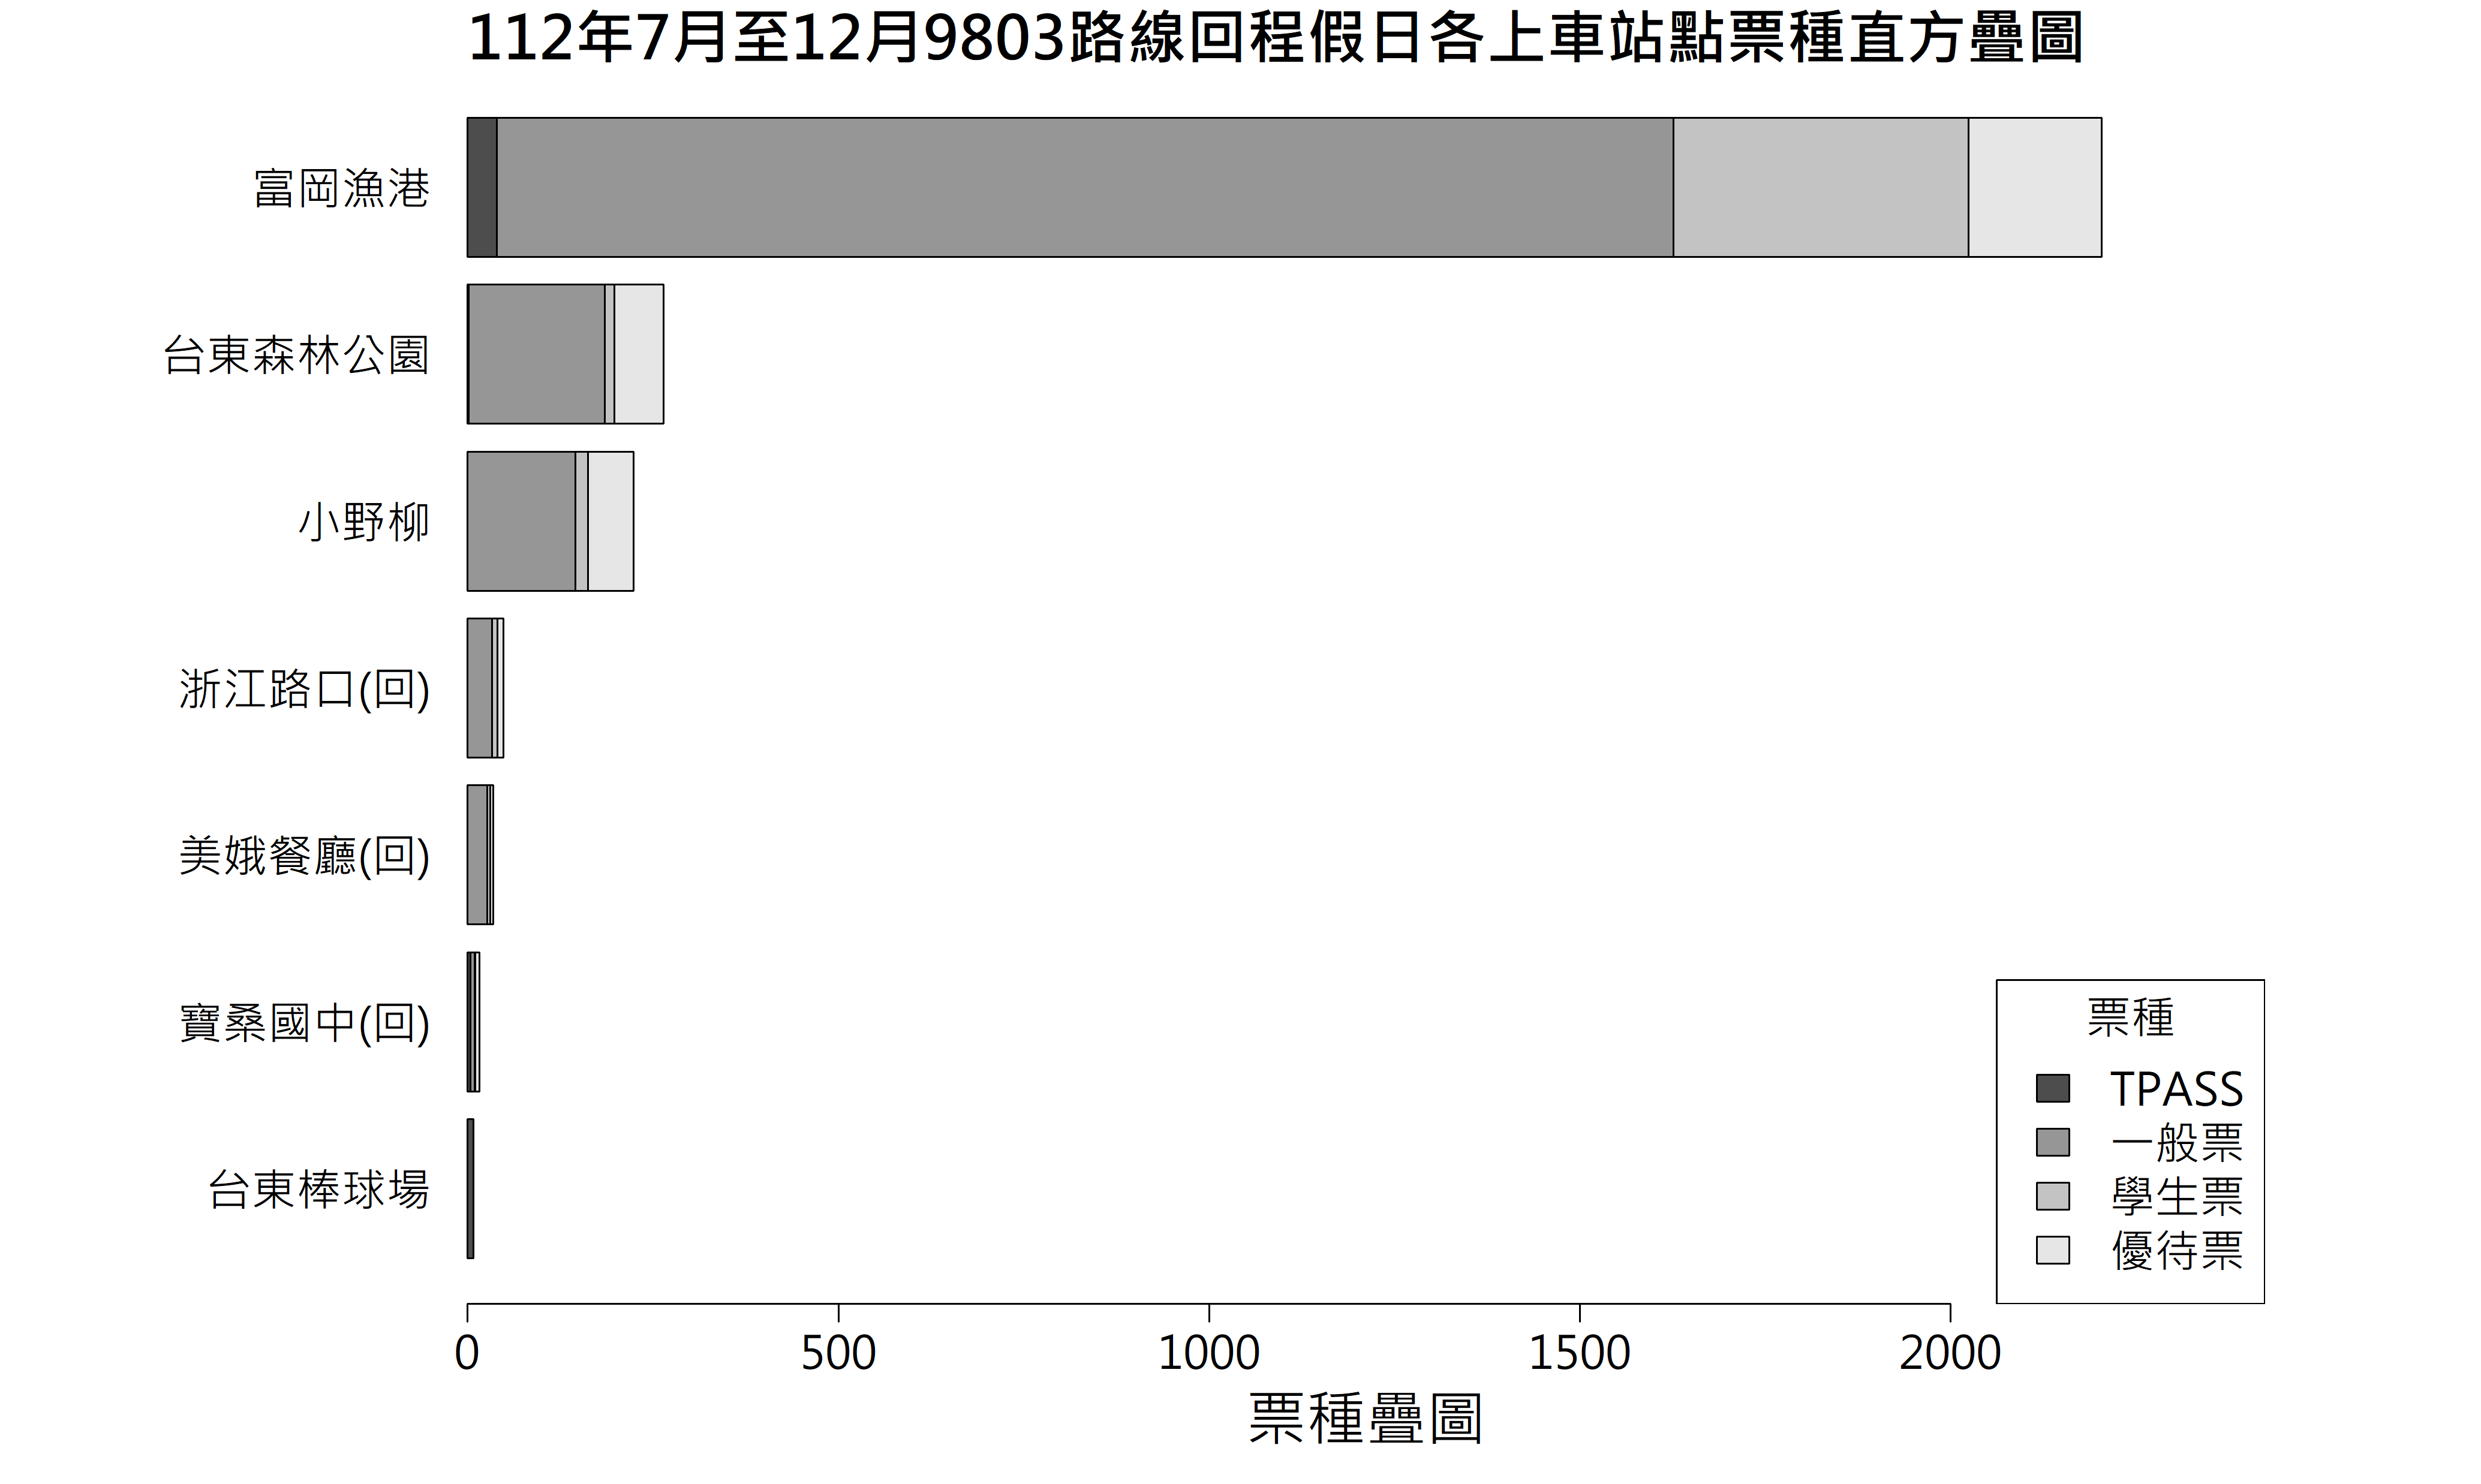 112年7月至12月9803路線回程假日各上車站點票種直方疊圖
富岡漁港
台東森林公園
小野柳
浙江路口(回)
美娥餐廳(回)
寶桑國中(回)
台東棒球場
票種
TPASS
一般票
學生票
優待票
0 500 1000 1500 2000
票種疊圖